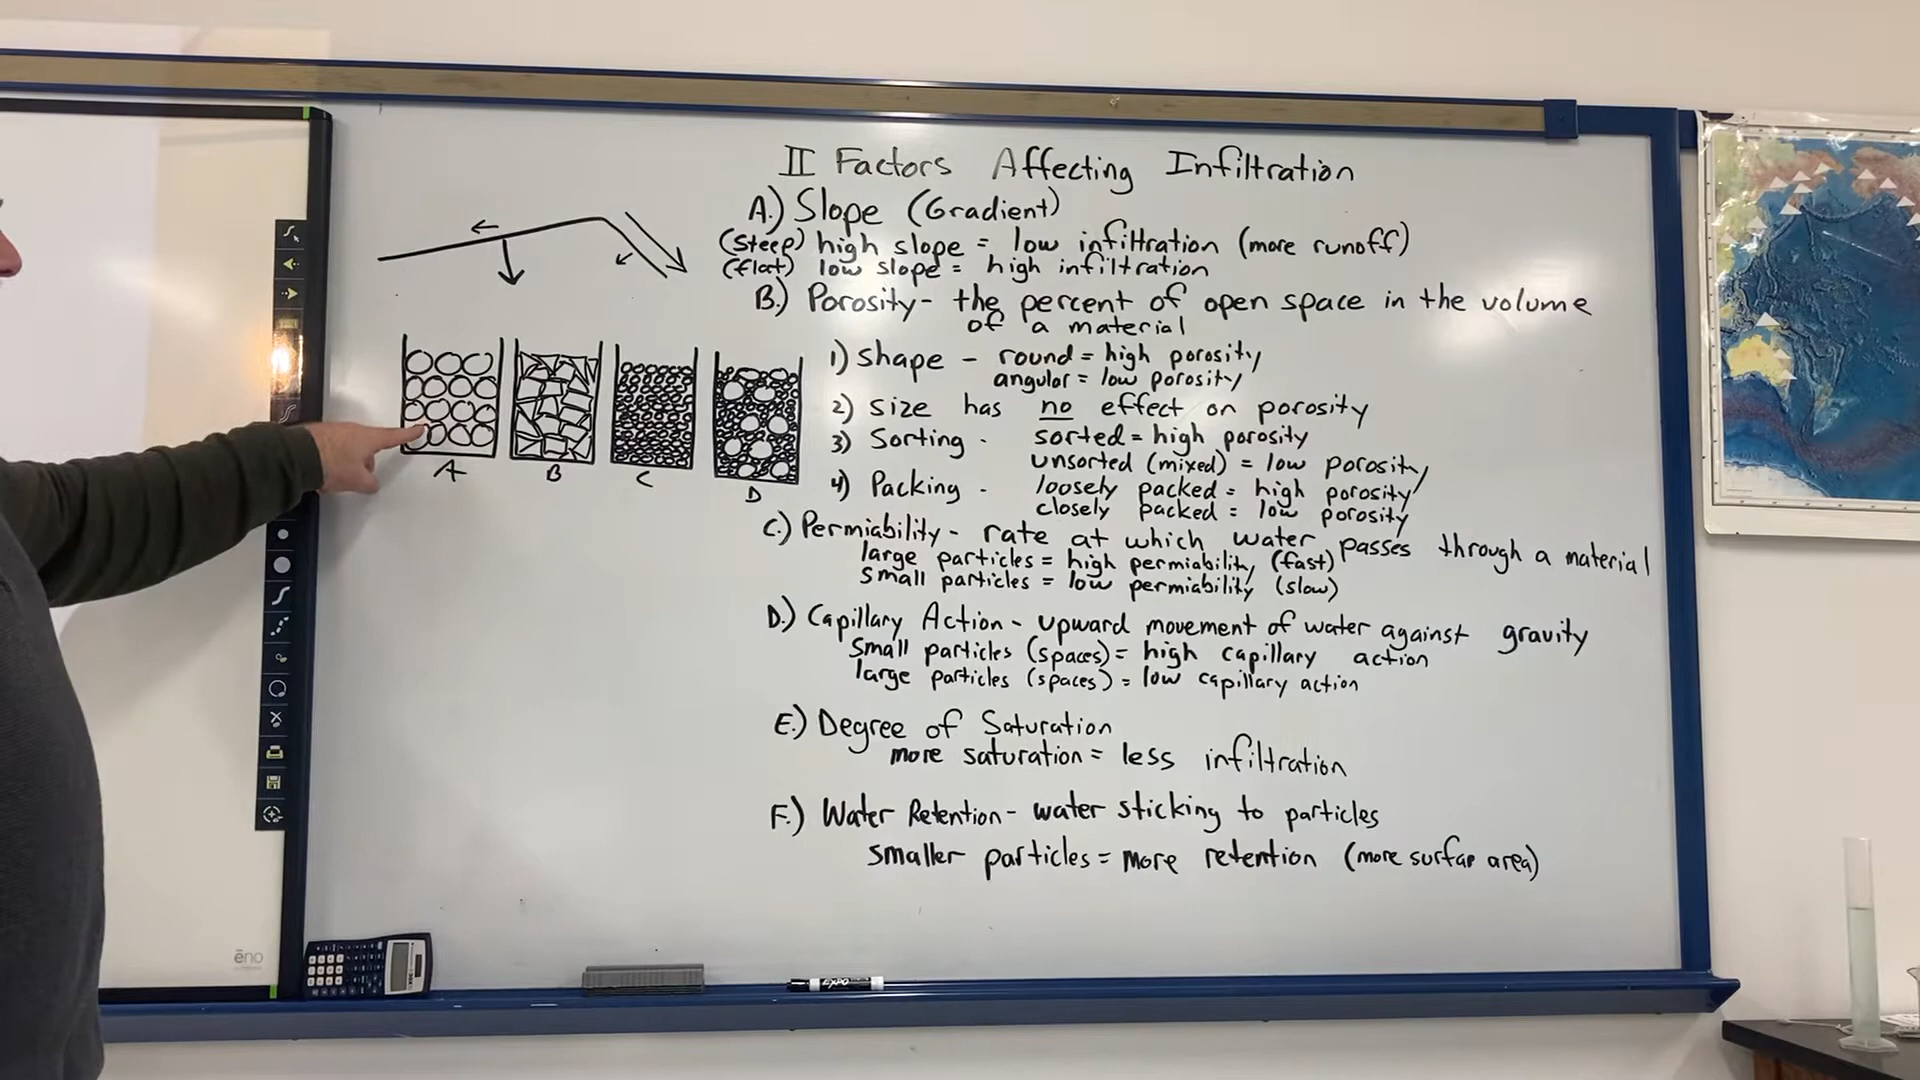 II Factors Affecting Infiltration
A.) Slope (Gradient)
(steep) high slope = low infiltration (more runoff)
(flat) low slope = high infiltration
B.) Porosity - the percent of open space in the volume
of a material
1) Shape - round = high porosity
angular = low porosity
2) size has no effect on porosity
3) Sorting - sorted = high porosity
unsorted (mixed) = low porosity
4) Packing - loosely packed = high porosity
closely packed = low porosity
A B C D
C.) Permiability - rate at which water passes through a material
large particles = high permiability (fast)
small particles = low permiability (slow)
D.) Capillary Action - upward movement of water against gravity
small particles (spaces) = high capillary action
large particles (spaces) = low capillary action
E.) Degree of Saturation
more saturation = less infiltration
F.) Water Retention - water sticking to particles
smaller particles = more retention (more surfac area)
eno
EXPO